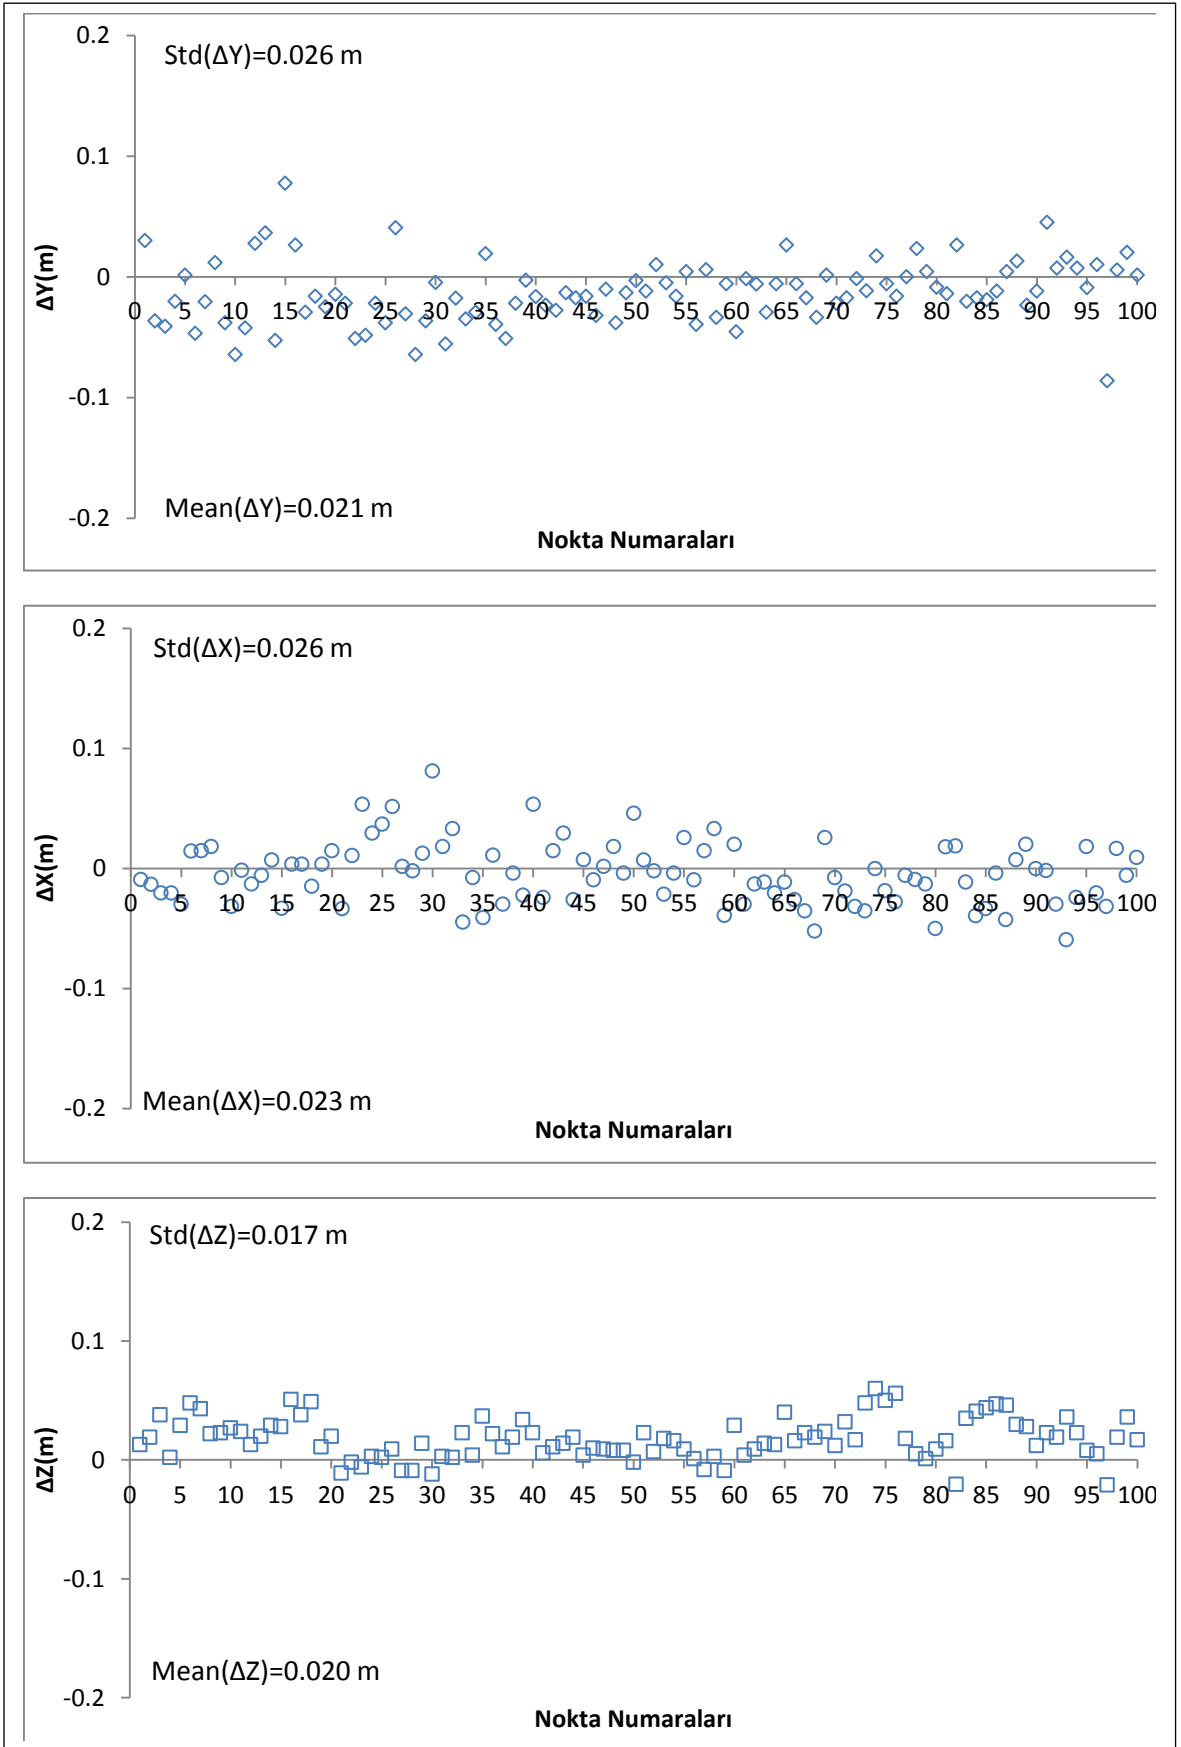 0.2
Std(ΔY)=0.026 m
0.1
0
0 5 10 15 20 25 30 35 40 45 50 55 60 65 70 75 80 85 90 95 100
-0.1
-0.2
Mean(ΔY)=0.021 m
ΔY(m)
Nokta Numaraları
0.2
Std(ΔX)=0.026 m
0.1
0
0 5 10 15 20 25 30 35 40 45 50 55 60 65 70 75 80 85 90 95 100
-0.1
-0.2
Mean(ΔX)=0.023 m
ΔX(m)
Nokta Numaraları
0.2
Std(ΔZ)=0.017 m
0.1
0
0 5 10 15 20 25 30 35 40 45 50 55 60 65 70 75 80 85 90 95 100
-0.1
-0.2
Mean(ΔZ)=0.020 m
ΔZ(m)
Nokta Numaraları